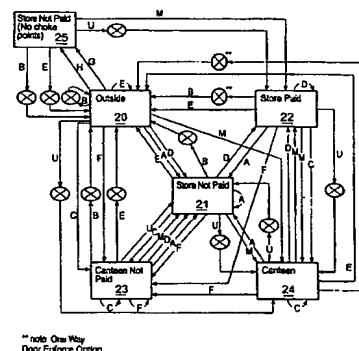 M
Store Not Paid
(No choke
points)
25
U
**
B
E
H
G
B
E
D
Outside
20
B
**
E
Store Paid
22
U
F
U
C
B
E
E
A
D
B
D
A
M
F
D
M
M
C
Store Not Paid
21
A
U
U
U
C
M
D
A
F
A
M
E
Canteen Not
Paid
23
C
F
F
Canteen
24
C
** note One Way
Door Enforce Option